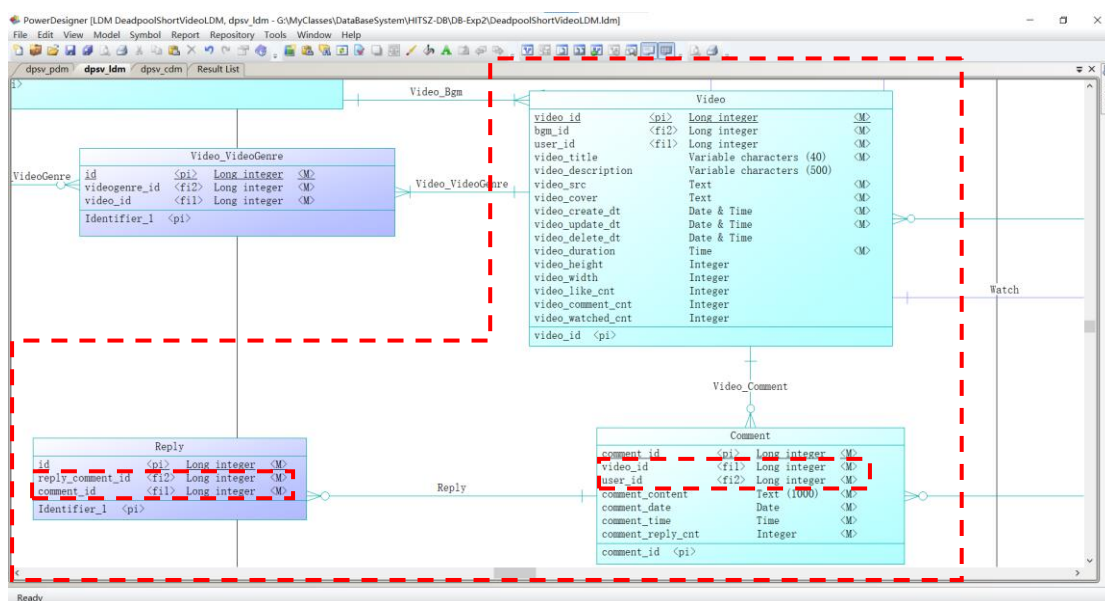 PowerDesigner [LDM DeadpoolShortVideoLDM, dpsv_ldm - G:\MyClasses\DataBaseSystem\HITSZ-DB\DB-Exp2\DeadpoolShortVideoLDM.ldm]
File Edit View Model Symbol Report Repository Tools Window Help
dpsv_pdm dpsv_ldm dpsv_cdm Result List
i>
Video_Bgm
Video
video_id <pi> Long integer <M>
bgm_id <fi2> Long integer
user_id <fi1> Long integer <M>
video_title Variable characters (40) <M>
video_description Variable characters (500)
video_src Text <M>
video_cover Text <M>
video_create_dt Date & Time <M>
video_update_dt Date & Time <M>
video_delete_dt Date & Time
video_duration Time <M>
video_height Integer
video_width Integer
video_like_cnt Integer
video_comment_cnt Integer
video_watched_cnt Integer
video_id <pi>
Video_VideoGenre
id <pi> Long integer <M>
videogenre_id <fi2> Long integer <M>
video_id <fi1> Long integer <M>
Identifier_1 <pi>
VideoGenre
Video_VideoGenre
Watch
Video_Comment
Reply
id <pi> Long integer <M>
reply_comment_id <fi2> Long integer <M>
comment_id <fi1> Long integer <M>
Identifier_1 <pi>
Reply
Comment
comment_id <pi> Long integer <M>
video_id <fi1> Long integer <M>
user_id <fi2> Long integer <M>
comment_content Text (1000) <M>
comment_date Date <M>
comment_time Time <M>
comment_reply_cnt Integer <M>
comment_id <pi>
Ready